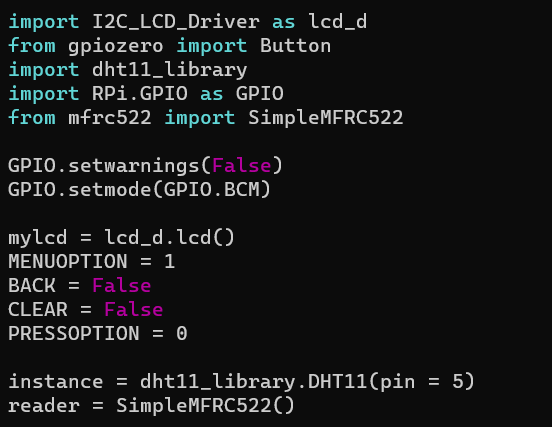 import I2C_LCD_Driver as lcd_d
from gpiozero import Button
import dht11_library
import RPi.GPIO as GPIO
from mfrc522 import SimpleMFRC522

GPIO.setwarnings(False)
GPIO.setmode(GPIO.BCM)

mylcd = lcd_d.lcd()
MENUOPTION = 1
BACK = False
CLEAR = False
PRESSOPTION = 0

instance = dht11_library.DHT11(pin = 5)
reader = SimpleMFRC522()